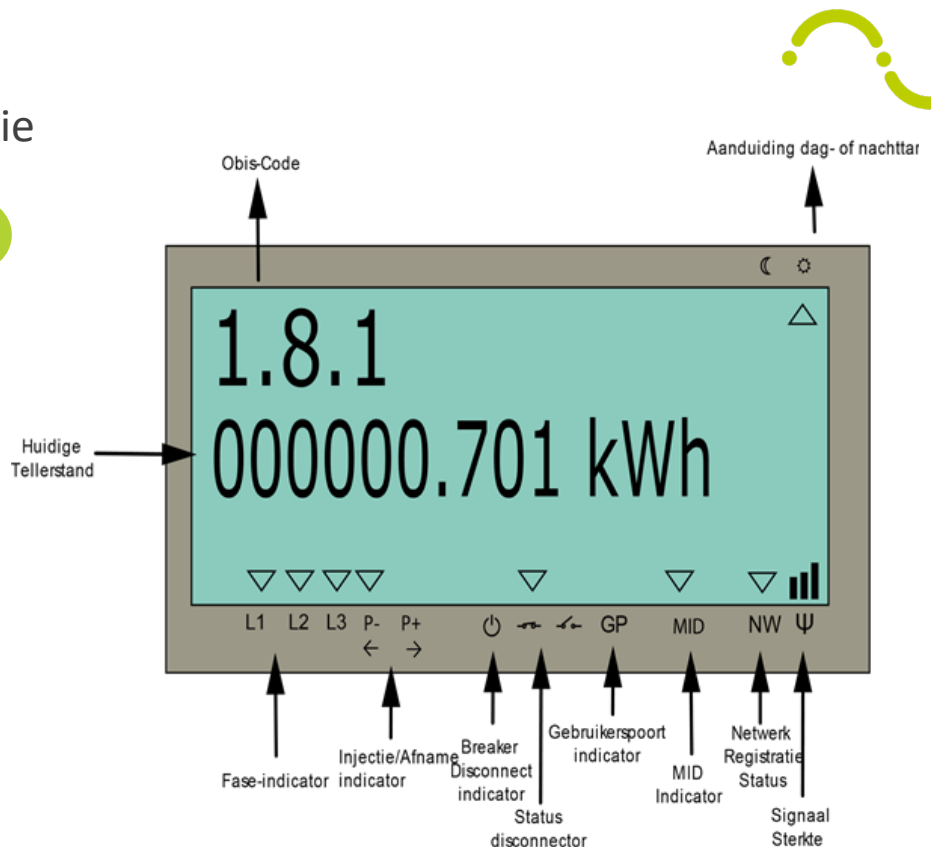 ie
Obis-Code
Aanduiding dag- of nachttar
1.8.1
Huidige
Tellerstand
000000.701 kWh
L1 L2 L3 P- P+ GP MID NW Ψ
← →
Fase-indicator
Injectie/Afname
indicator
Breaker
Disconnect
indicator
Status
disconnector
Gebruikerspoort
indicator
MID
Indicator
Netwerk
Registratie
Status
Signaal
Sterkte